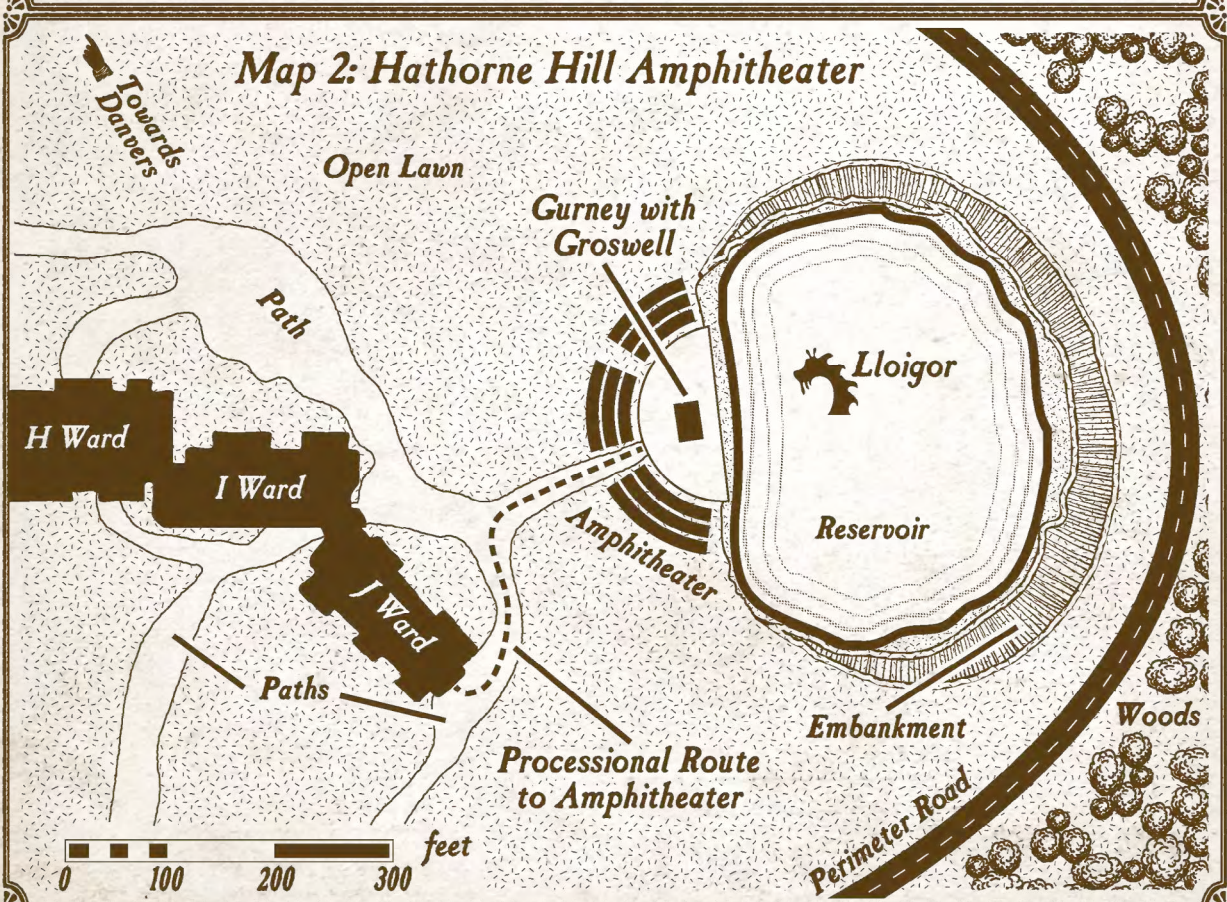 Map 2: Hathorne Hill Amphitheater
Towards
Danvers
Open Lawn
Gurney with
Groswell
Path
Lloigor
H Ward
I Ward
Reservoir
Amphitheater
J Ward
Paths
Embankment
Woods
Processional Route
to Amphitheater
Perimeter Road
feet
0 100 200 300